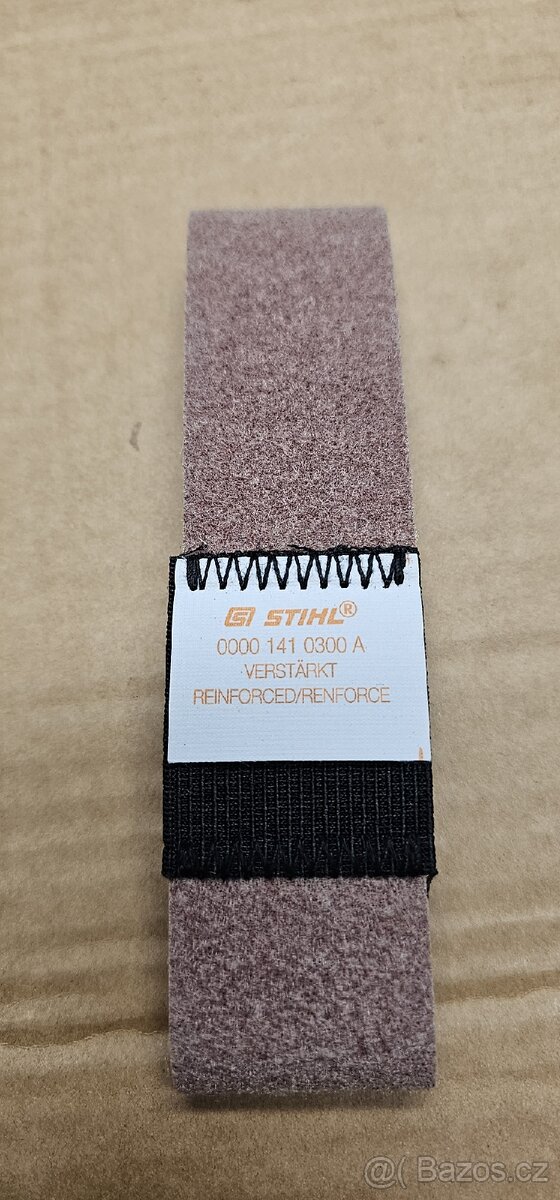 STIHL®
0000 141 0300 A
VERSTÄRKT
REINFORCED/RENFORCE
@( Bazos.cz